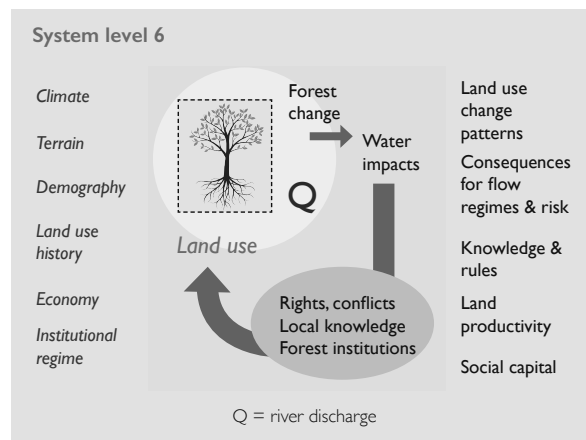 System level 6
Climate
Terrain
Demography
Land use
history
Economy
Institutional
regime
Forest
change
Water
impacts
Q
Land use
Rights, conflicts
Local knowledge
Forest institutions
Land use
change
patterns
Consequences
for flow
regimes & risk
Knowledge &
rules
Land
productivity
Social capital
Q = river discharge